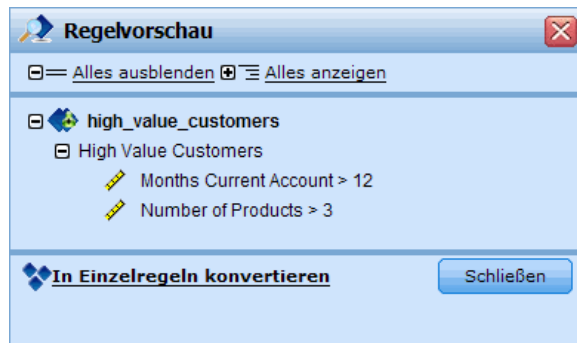 Regelvorschau
Alles ausblenden Alles anzeigen
high_value_customers
High Value Customers
Months Current Account > 12
Number of Products > 3
In Einzelregeln konvertieren Schließen